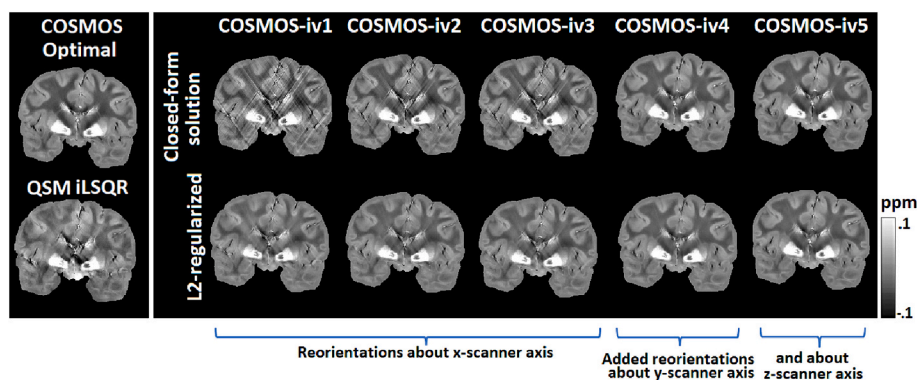 COSMOS
Optimal
QSM iLSQR
COSMOS-iv1 COSMOS-iv2 COSMOS-iv3 COSMOS-iv4 COSMOS-iv5
Closed-form
solution
L2-regularized
ppm
.1
-.1
Reorientations about x-scanner axis
Added reorientations
about y-scanner axis
and about
z-scanner axis